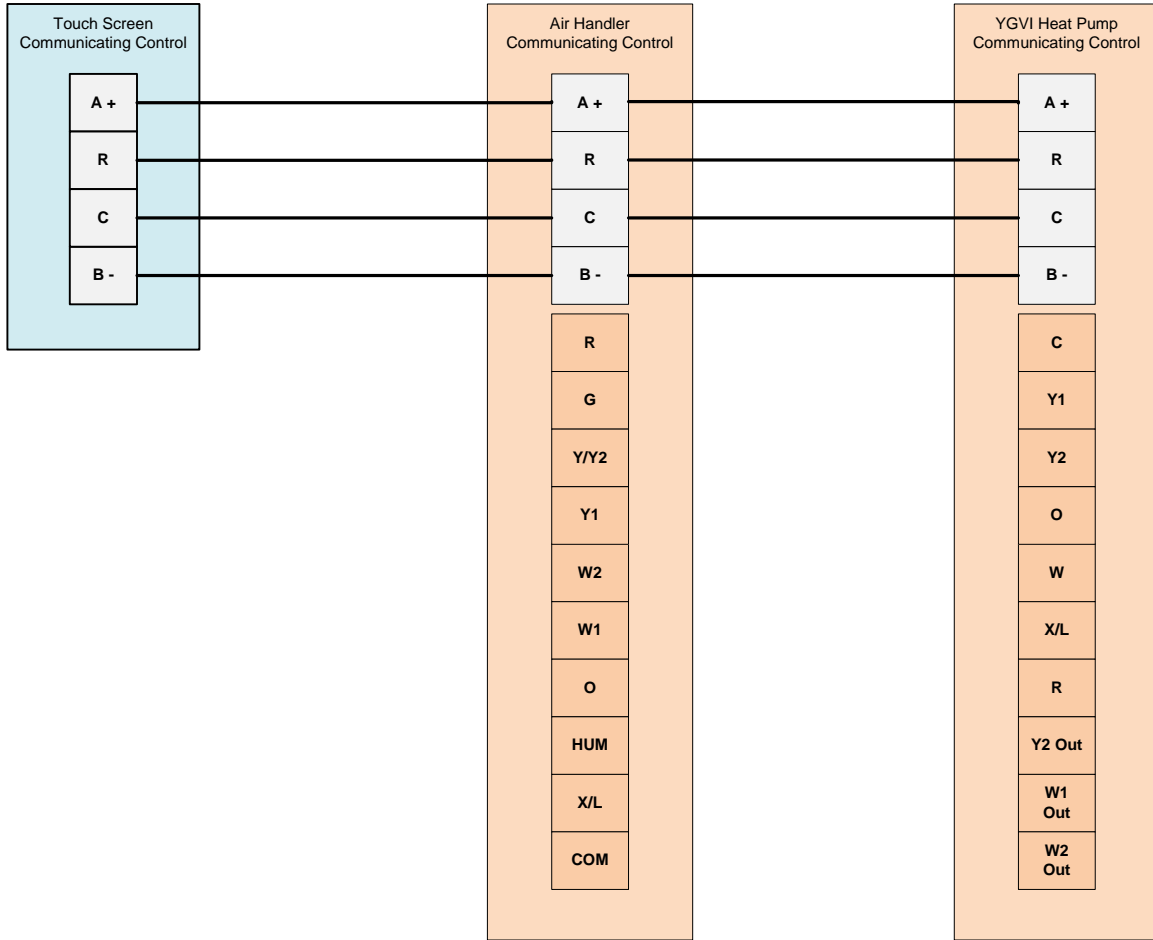 Touch Screen
Communicating Control
A +
R
C
B -
Air Handler
Communicating Control
A +
R
C
B -
R
G
Y/Y2
Y1
W2
W1
O
HUM
X/L
COM
YGVI Heat Pump
Communicating Control
A +
R
C
B -
C
Y1
Y2
O
W
X/L
R
Y2 Out
W1
Out
W2
Out